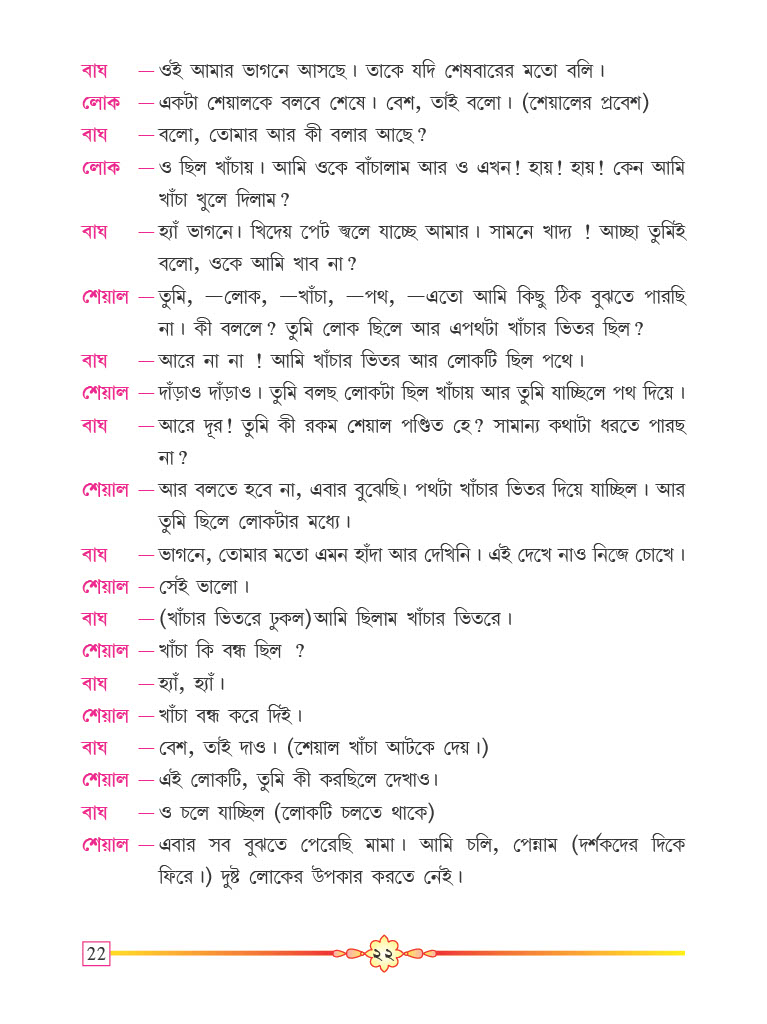 বাঘ — ওই আমার ভাগনে আসছে। তাকে যদি শেষবারের মতো বলি।
লোক — একটা শেয়ালকে বলবে শেষে। বেশ, তাই বলো। (শেয়ালের প্রবেশ)
বাঘ — বলো, তোমার আর কী বলার আছে?
লোক — ও ছিল খাঁচায়। আমি ওকে বাঁচালাম আর ও এখন! হায়! হায়! কেন আমি
খাঁচা খুলে দিলাম?
বাঘ — হ্যাঁ ভাগনে। খিদেয় পেট জ্বলে যাচ্ছে আমার। সামনে খাদ্য ! আচ্ছা তুমিই
বলো, ওকে আমি খাব না?
শেয়াল — তুমি, —লোক, —খাঁচা, —পথ, —এতো আমি কিছু ঠিক বুঝতে পারছি
না। কী বললে? তুমি লোক ছিলে আর এপথটা খাঁচার ভিতর ছিল?
বাঘ — আরে না না ! আমি খাঁচার ভিতর আর লোকটি ছিল পথে।
শেয়াল — দাঁড়াও দাঁড়াও। তুমি বলছ লোকটা ছিল খাঁচায় আর তুমি যাচ্ছিলে পথ দিয়ে।
বাঘ — আরে দূর! তুমি কী রকম শেয়াল পণ্ডিত হে? সামান্য কথাটা ধরতে পারছ
না?
শেয়াল — আর বলতে হবে না, এবার বুঝেছি। পথটা খাঁচার ভিতর দিয়ে যাচ্ছিল। আর
তুমি ছিলে লোকটার মধ্যে।
বাঘ — ভাগনে, তোমার মতো এমন হাঁদা আর দেখিনি। এই দেখে নাও নিজে চোখে।
শেয়াল — সেই ভালো।
বাঘ — (খাঁচার ভিতরে ঢুকল)আমি ছিলাম খাঁচার ভিতরে।
শেয়াল — খাঁচা কি বন্ধ ছিল ?
বাঘ — হ্যাঁ, হ্যাঁ।
শেয়াল — খাঁচা বন্ধ করে দিই।
বাঘ — বেশ, তাই দাও। (শেয়াল খাঁচা আটকে দেয়।)
শেয়াল — এই লোকটি, তুমি কী করছিলে দেখাও।
বাঘ — ও চলে যাচ্ছিল (লোকটি চলতে থাকে)
শেয়াল — এবার সব বুঝতে পেরেছি মামা। আমি চলি, পেন্নাম (দর্শকদের দিকে
ফিরে।) দুষ্ট লোকের উপকার করতে নেই।
22 ২২